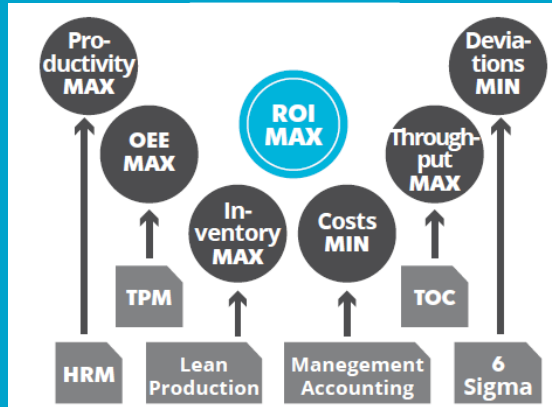 Pro-
ductivity
MAX
OEE
MAX
In-
ventory
MAX
ROI
MAX
Costs
MIN
Through-
put
MAX
Devia-
tions
MIN
HRM
TPM
Lean
Production
Manegement
Accounting
TOC
6
Sigma